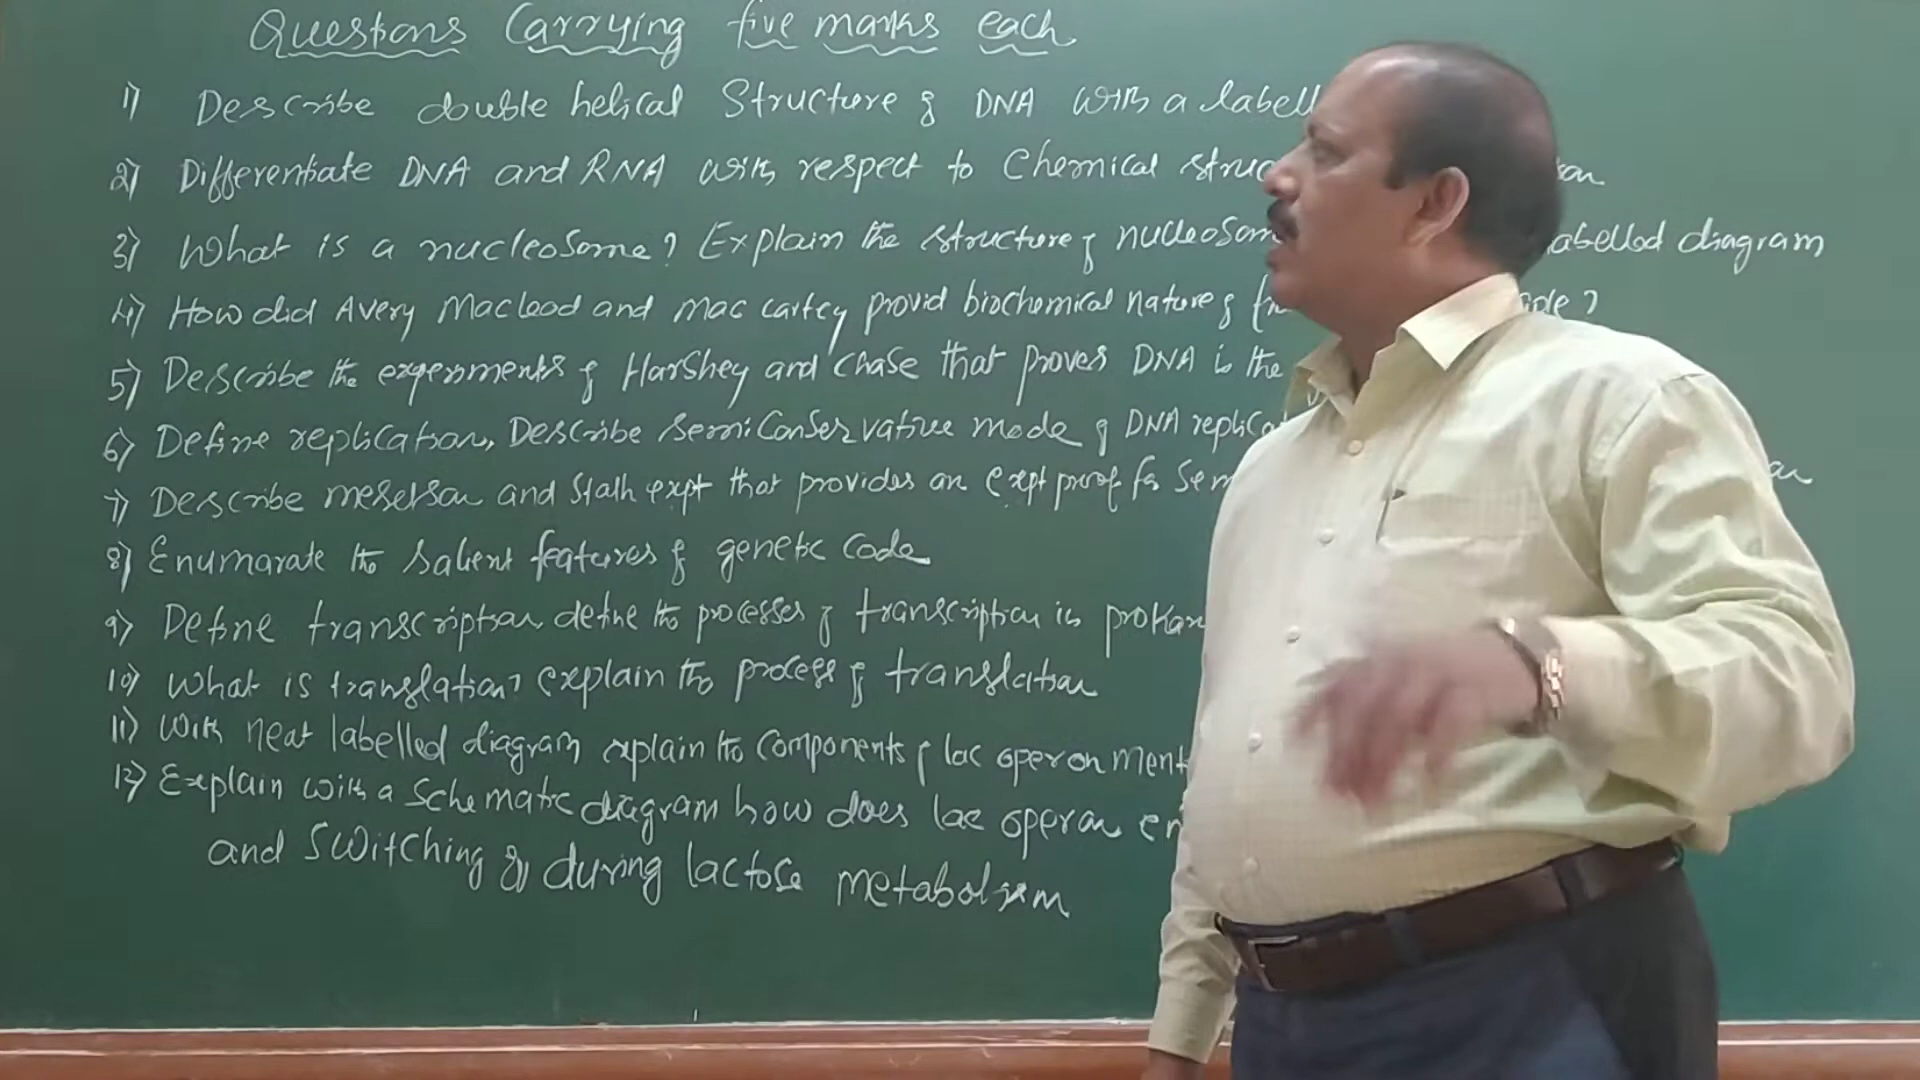 Questions Carrying five marks each
1) Describe double helical Structure of DNA with a labell
2) Differentiate DNA and RNA with respect to Chemical struc
3) What is a nucleosome? Explain the structure of nucleosom labelled diagram
4) How did Avery Macleod and Mac cartey provid biochemical nature of
5) Describe the experiments of Harshey and Chase that proves DNA is the
6) Define replication, Describe semiConservative mode of DNA replicat
7) Describe meselson and Stalh expt that provides an expt proof for Sem
8) Enumarate the salient features of genetic Code
9) Define transcription define the processes of transcription in prokar
10) What is translation? explain the process of translation
11) With neat labelled diagram explain the components of lac operon ment
12) Explain with a Schematic diagram how does lac operon
and Switching of during lactose metabolism